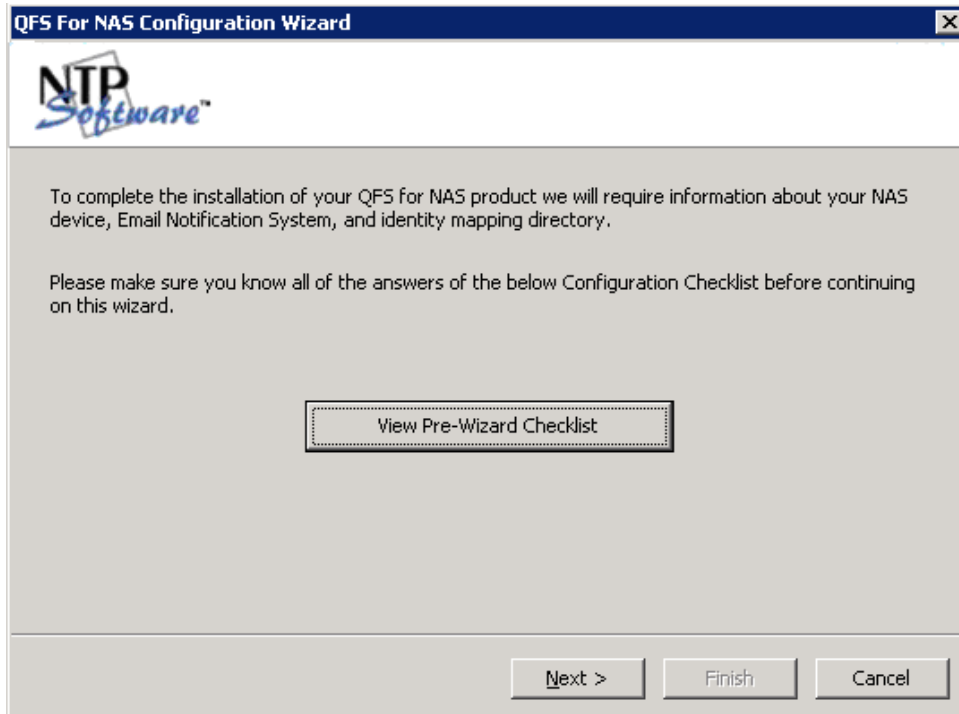 QFS For NAS Configuration Wizard
NTP
Software™
To complete the installation of your QFS for NAS product we will require information about your NAS
device, Email Notification System, and identity mapping directory.
Please make sure you know all of the answers of the below Configuration Checklist before continuing
on this wizard.
View Pre-Wizard Checklist
Next >
Finish
Cancel